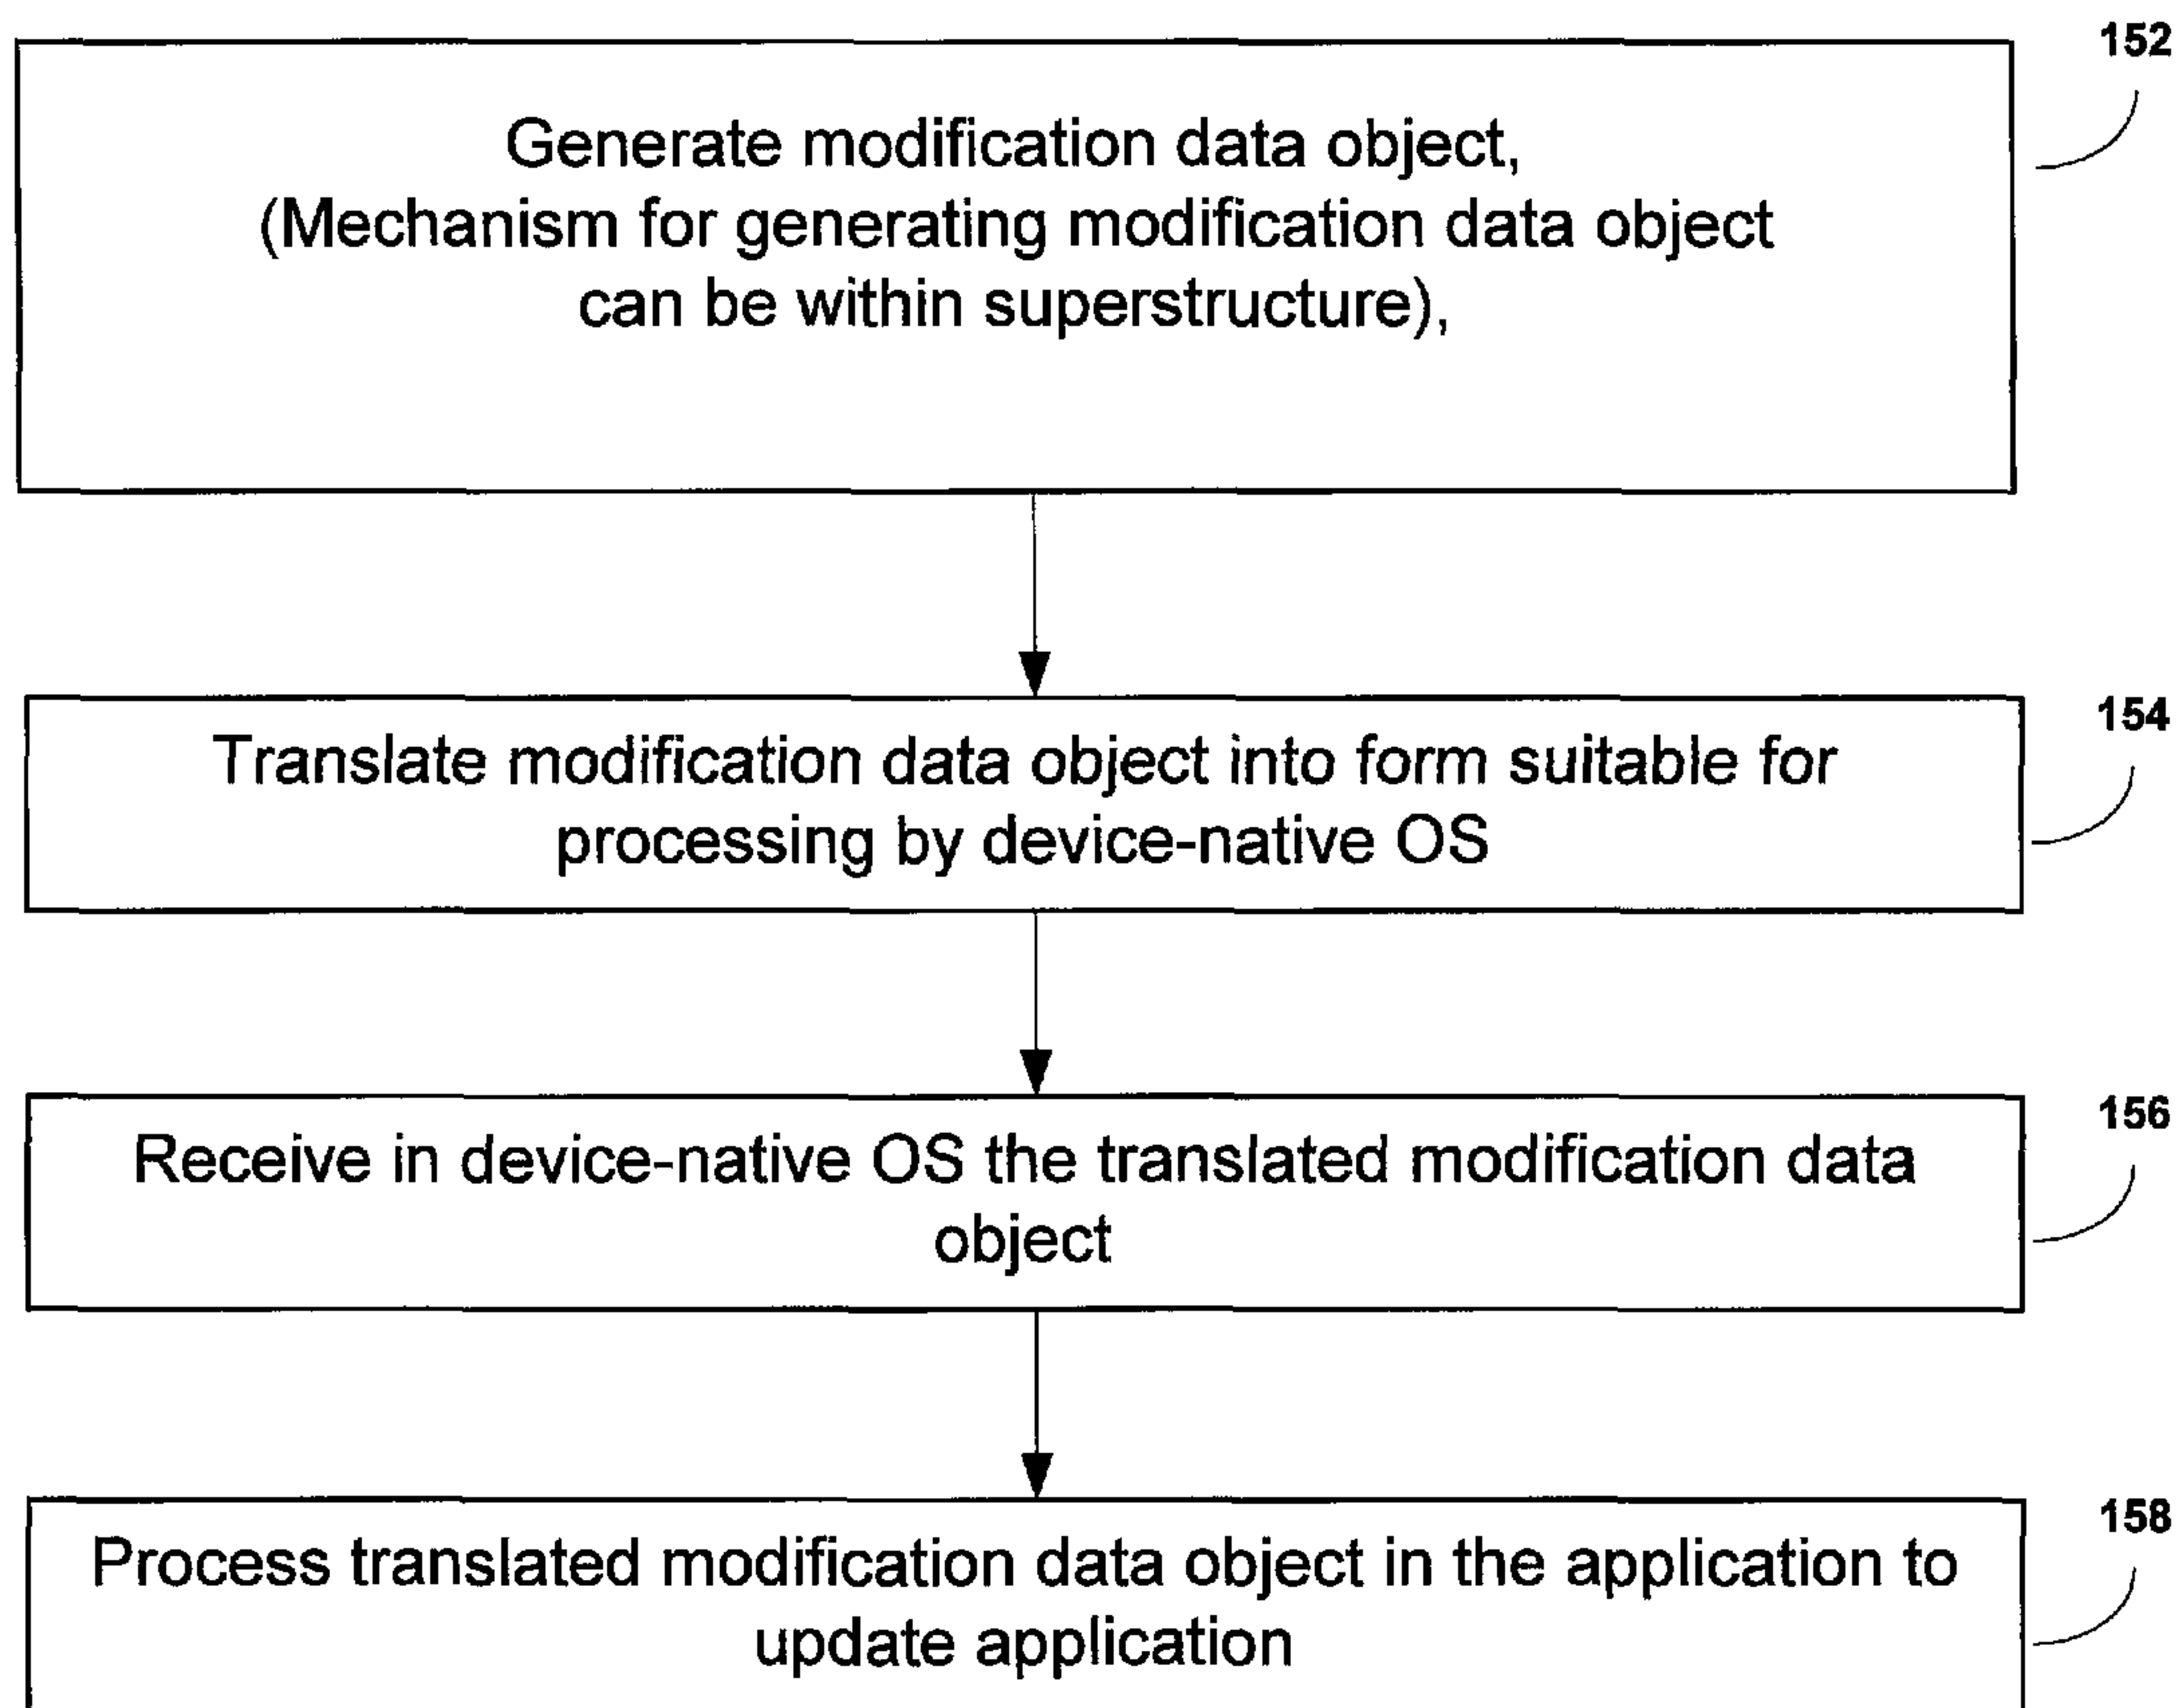 152
Generate modification data object,
(Mechanism for generating modification data object
can be within superstructure),
154
Translate modification data object into form suitable for
processing by device-native OS
156
Receive in device-native OS the translated modification data
object
158
Process translated modification data object in the application to
update application